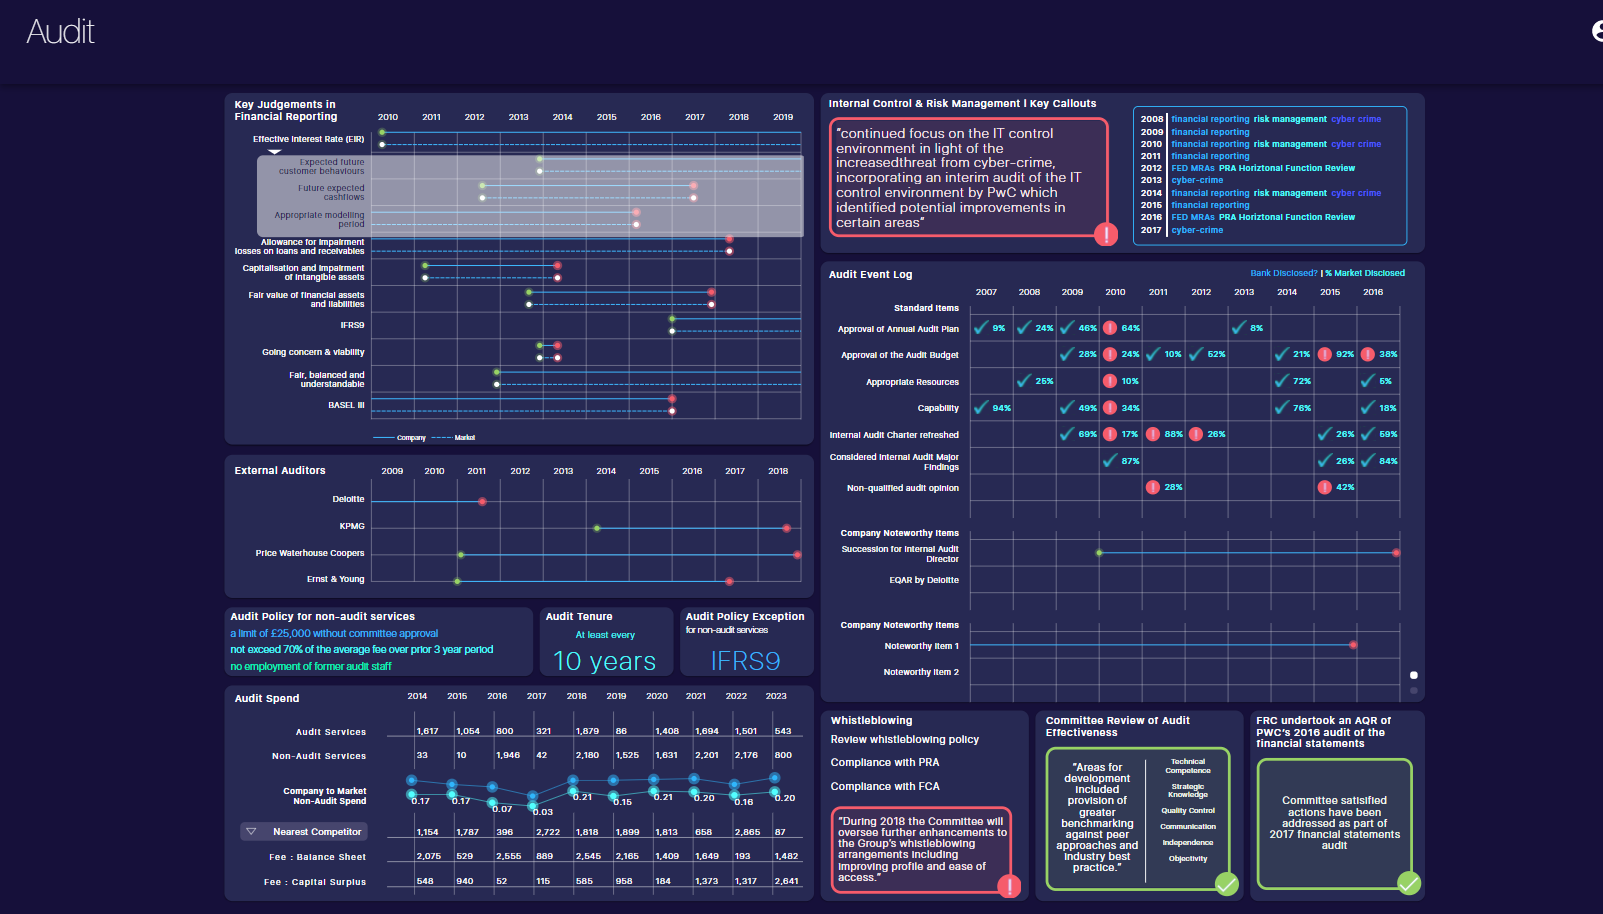 Audit
Key Judgements in
Financial Reporting
2010 2011 2012 2013 2014 2015 2016 2017 2018 2019
Effective Interest Rate (EIR)
Expected future
customer behaviours
Future expected
cashflows
Appropriate modelling
period
Allowance for impairment
losses on loans and receivables
Capitalisation and impairment
of intangible assets
Fair value of financial assets
and liabilities
IFRS9
Going concern & viability
Fair, balanced and
understandable
BASEL III
Company Market
External Auditors
2009 2010 2011 2012 2013 2014 2015 2016 2017 2018
Deloitte
KPMG
Price Waterhouse Coopers
Ernst & Young
Audit Policy for non-audit services
a limit of £25,000 without committee approval
not exceed 70% of the average fee over prior 3 year period
no employment of former audit staff
Audit Tenure
At least every
10 years
Audit Policy Exception
for non-audit services
IFRS9
Audit Spend
2014 2015 2016 2017 2018 2019 2020 2021 2022 2023
Audit Services 1,617 1,054 800 321 1,879 86 1,408 1,694 1,501 543
Non-Audit Services 33 10 1,946 42 2,180 1,525 1,631 2,201 2,176 800
Company to Market
Non-Audit Spend
0.17 0.17 0.07 0.03 0.21 0.15 0.21 0.20 0.16 0.20
Nearest Competitor 1,154 1,787 396 2,722 1,818 1,899 1,813 658 2,865 87
Fee : Balance Sheet 2,075 529 2,555 889 2,545 2,165 1,409 1,649 193 1,482
Fee : Capital Surplus 548 940 52 115 585 958 184 1,373 1,317 2,641
Internal Control & Risk Management | Key Callouts
"continued focus on the IT control
environment in light of the
increasedthreat from cyber-crime,
incorporating an interim audit of the IT
control environment by PwC which
identified potential improvements in
certain areas"
2008 financial reporting risk management cyber crime
2009 financial reporting
2010 financial reporting risk management cyber crime
2011 financial reporting
2012 FED MRAs PRA Horiztonal Function Review
2013 cyber-crime
2014 financial reporting risk management cyber crime
2015 financial reporting
2016 FED MRAs PRA Horiztonal Function Review
2017 cyber-crime
Audit Event Log
Bank Disclosed? | % Market Disclosed
2007 2008 2009 2010 2011 2012 2013 2014 2015 2016
Standard Items
Approval of Annual Audit Plan 9% 24% 46% 64% 8%
Approval of the Audit Budget 28% 24% 10% 52% 21% 92% 38%
Appropriate Resources 25% 10% 72% 5%
Capability 94% 49% 34% 76% 18%
Internal Audit Charter refreshed 69% 17% 88% 26% 26% 59%
Considered Internal Audit Major
Findings
87% 26% 84%
Non-qualified audit opinion 28% 42%
Company Noteworthy Items
Succession for Internal Audit
Director
EQAR by Deloitte
Company Noteworthy Items
Noteworthy Item 1
Noteworthy Item 2
Whistleblowing
Review whistleblowing policy
Compliance with PRA
Compliance with FCA
"During 2018 the Committee will
oversee further enhancements to
the Group's whistleblowing
arrangements including
improving profile and ease of
access."
Committee Review of Audit
Effectiveness
"Areas for
development
included
provision of
greater
benchmarking
against peer
approaches and
industry best
practice."
Technical
Competence
Strategic
Knowledge
Quality Control
Communication
Independence
Objectivity
FRC undertook an AQR of
PWC's 2016 audit of the
financial statements
Committee satisified
actions have been
addressed as part of
2017 financial statements
audit